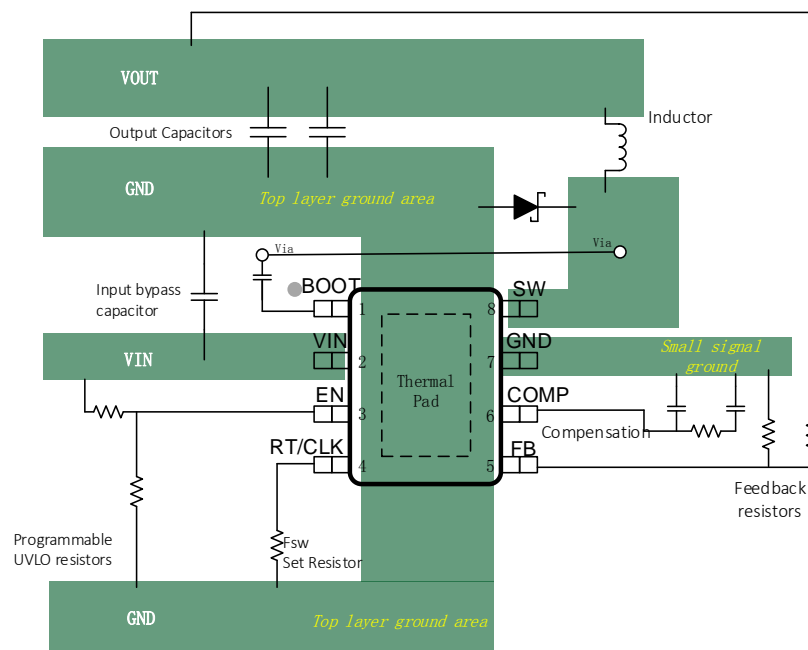 VOUT
Inductor
Output Capacitors
GND
Top layer ground area
Via
Via
BOOT
SW
Input bypass
capacitor
1
8
VIN
GND
Small signal
ground
VIN
2
7
Thermal
Pad
EN
COMP
3
6
Compensation
RT/CLK
FB
4
5
Feedback
resistors
Programmable
UVLO resistors
Fsw
Set Resistor
GND
Top layer ground area